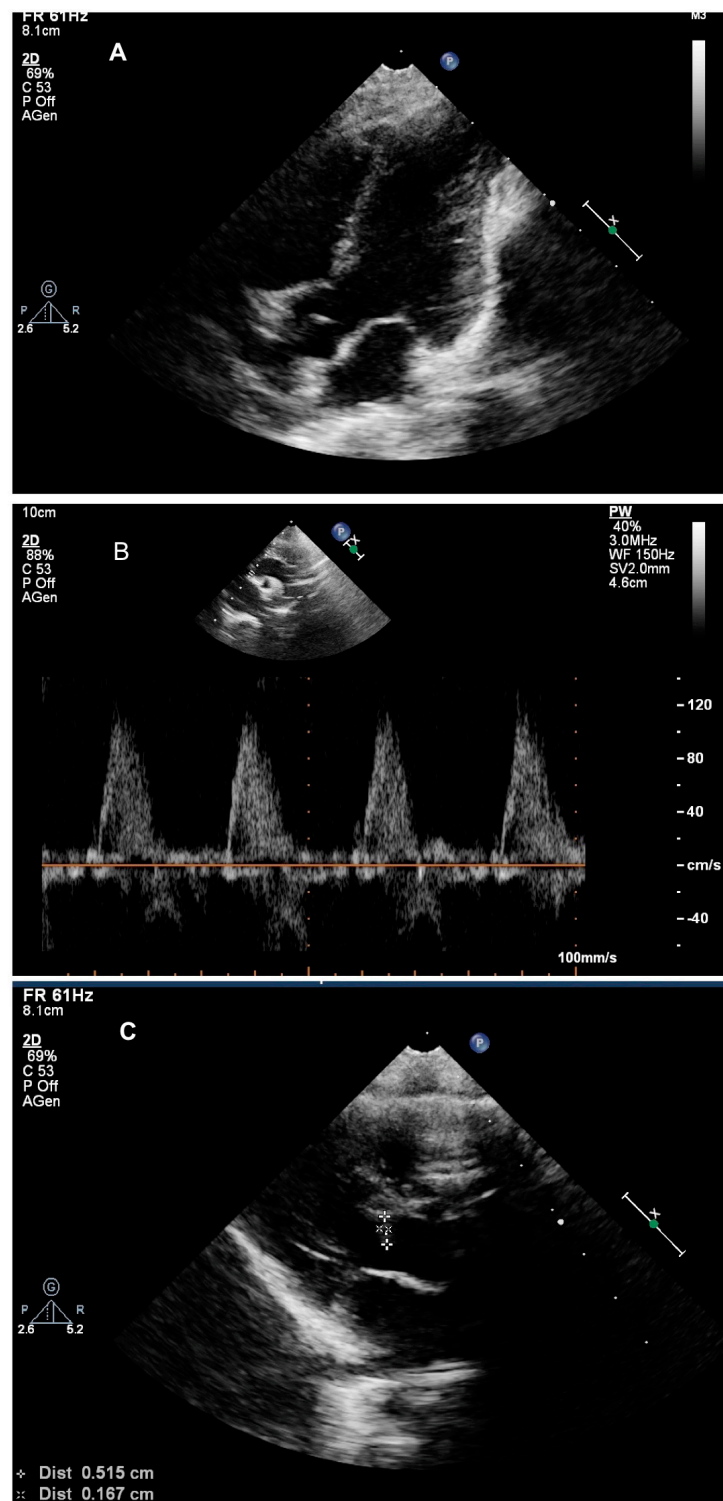 FR 61Hz
8.1cm
M3
2D
69%
C 53
P Off
AGen
A
P
X
G
P R
2.6 5.2
10cm
2D
88%
C 53
P Off
AGen
B
P
X
PW
40%
3.0MHz
WF 150Hz
SV2.0mm
4.6cm
120
80
40
cm/s
-40
100mm/s
FR 61Hz
8.1cm
2D
69%
C 53
P Off
AGen
C
P
X
G
P R
2.6 5.2
Dist 0.515 cm
Dist 0.167 cm